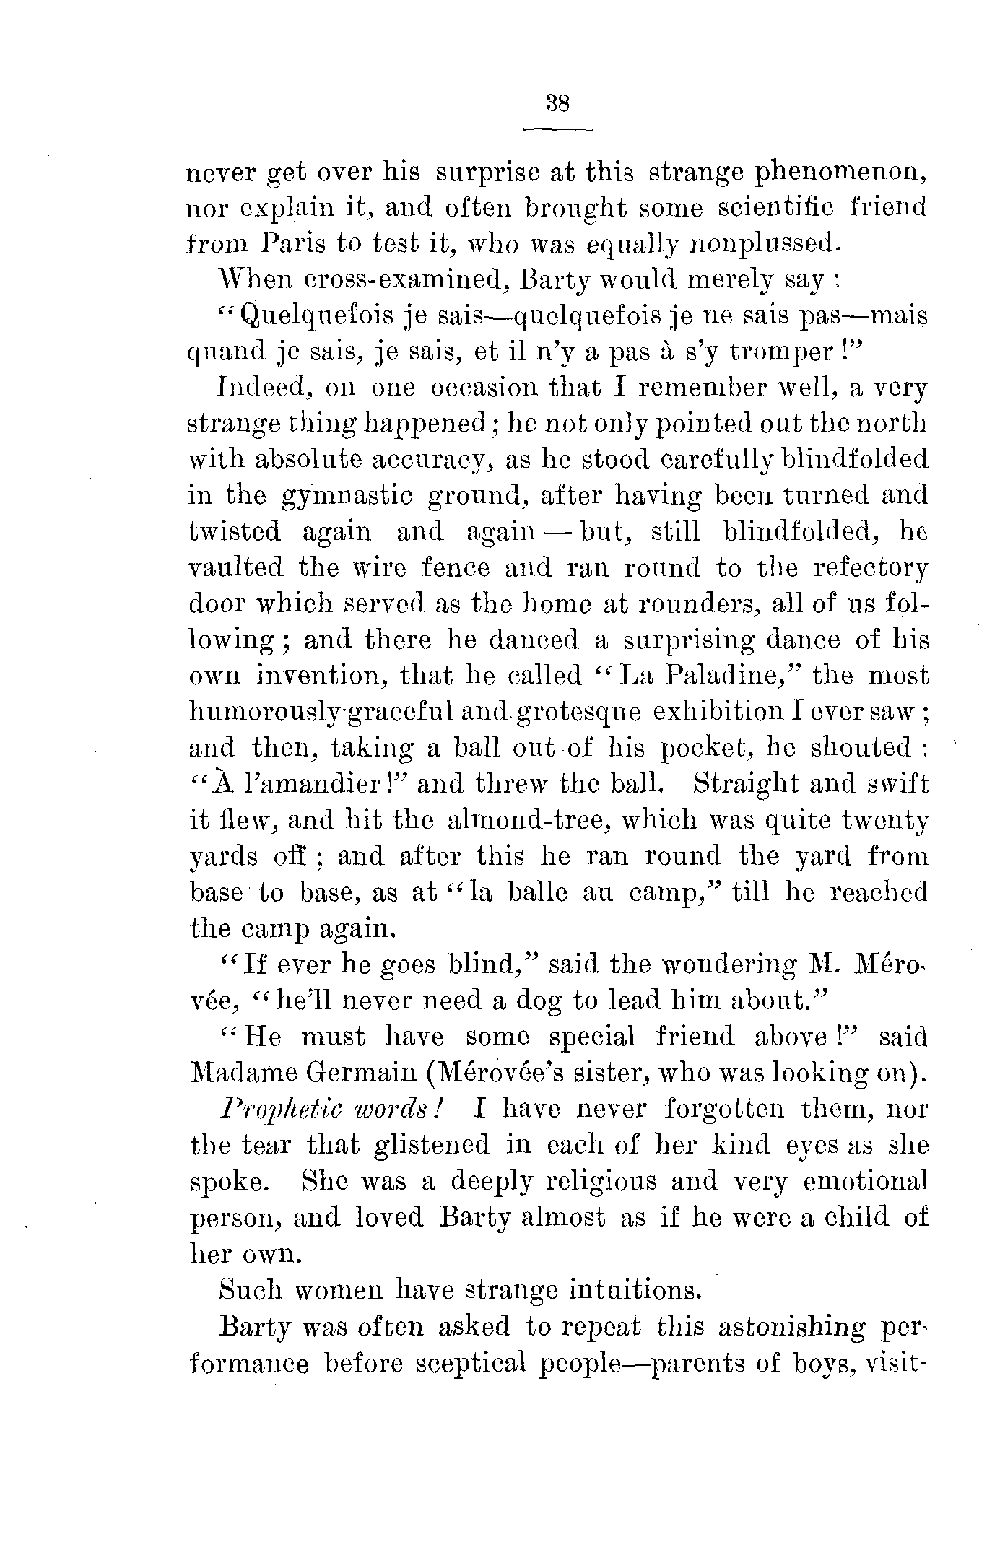 38
never get over his surprise at this strange phenomenon,
nor explain it, and often brought some scientific friend
from Paris to test it, who was equally nonplussed.
When cross-examined, Barty would merely say :
“Quelquefois je sais—quelquefois je ne sais pas—mais
quand je sais, je sais, et il n’y a pas à s’y tromper !”
Indeed, on one occasion that I remember well, a very
strange thing happened ; he not only pointed out the north
with absolute accuracy, as he stood carefully blindfolded
in the gymnastic ground, after having been turned and
twisted again and again — but, still blindfolded, he
vaulted the wire fence and ran round to the refectory
door which served as the home at rounders, all of us fol-
lowing ; and there he danced a surprising dance of his
own invention, that he called “La Paladine,” the most
humorously graceful and grotesque exhibition I ever saw ;
and then, taking a ball out of his pocket, he shouted :
“À l’amandier !” and threw the ball. Straight and swift
it flew, and hit the almond-tree, which was quite twenty
yards off ; and after this he ran round the yard from
base to base, as at “la balle au camp,” till he reached
the camp again.
“If ever he goes blind,” said the wondering M. Méro-
vée, “he’ll never need a dog to lead him about.”
“He must have some special friend above !” said
Madame Germain (Mérovée’s sister, who was looking on).
Prophetic words ! I have never forgotten them, nor
the tear that glistened in each of her kind eyes as she
spoke. She was a deeply religious and very emotional
person, and loved Barty almost as if he were a child of
her own.
Such women have strange intuitions.
Barty was often asked to repeat this astonishing per-
formance before sceptical people—parents of boys, visit-